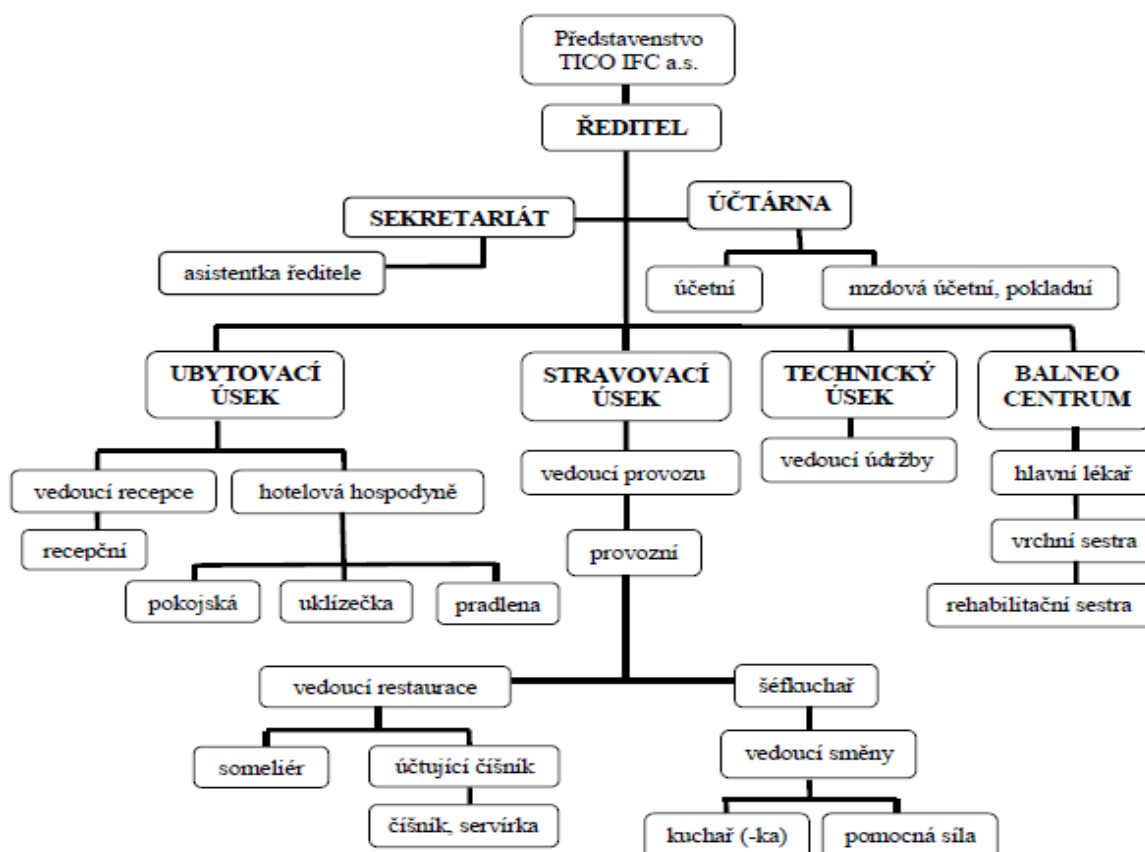 Představenstvo
TICO IFC a.s.
ŘEDITEL
SEKRETARIÁT
ÚČTÁRNA
asistentka ředitele
účetní
mzdová účetní, pokladní
UBYTOVACÍ
ÚSEK
STRAVOVACÍ
ÚSEK
TECHNICKÝ
ÚSEK
BALNEO
CENTRUM
vedoucí recepce
hotelová hospodyně
vedoucí provozu
vedoucí údržby
hlavní lékař
recepční
provozní
vrchní sestra
pokojská
uklízečka
pradlena
rehabilitační sestra
vedoucí restaurace
šéfkuchař
someliér
účtující číšník
vedoucí směny
číšník, servírka
kuchař (-ka)
pomocná síla